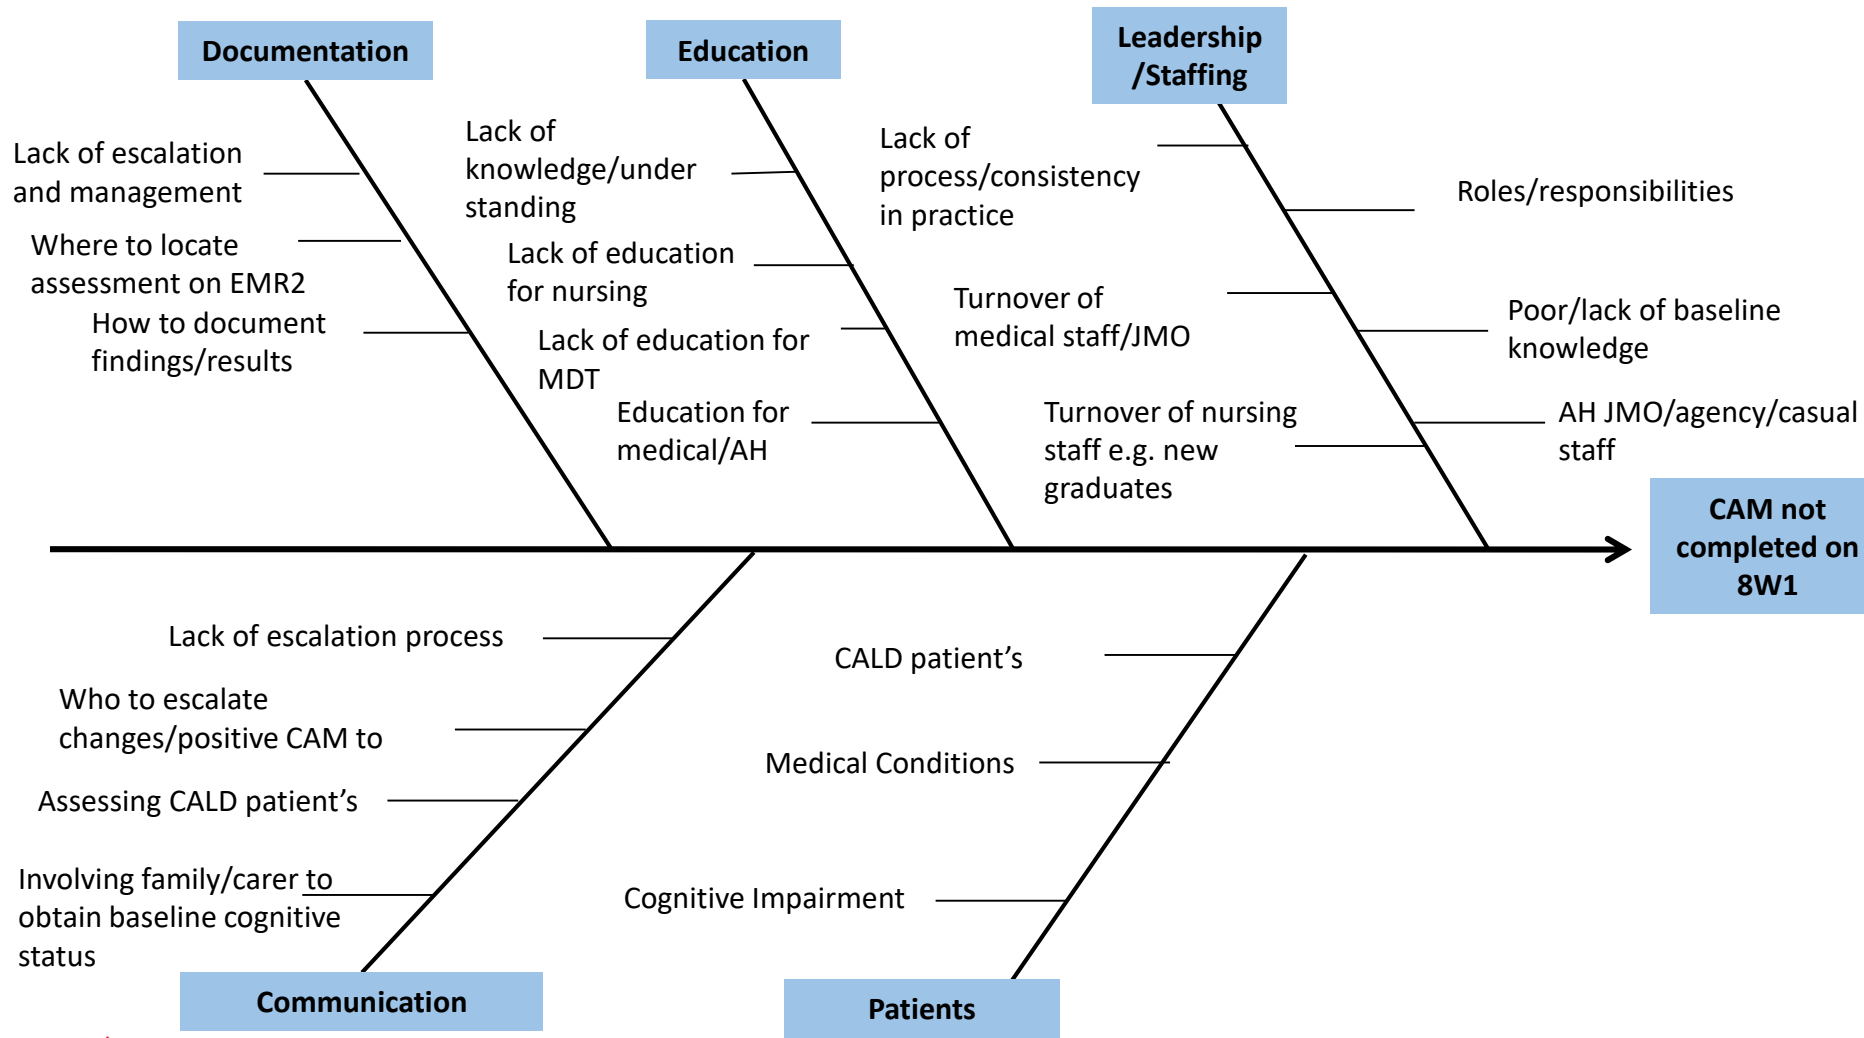 Documentation
Education
Leadership
/Staffing
Lack of escalation
and management
Where to locate
assessment on EMR2
How to document
findings/results
Lack of
knowledge/under
standing
Lack of education
for nursing
Lack of education for
MDT
Education for
medical/AH
Lack of
process/consistency
in practice
Turnover of
medical staff/JMO
Turnover of nursing
staff e.g. new
graduates
Roles/responsibilities
Poor/lack of baseline
knowledge
AH JMO/agency/casual
staff
CAM not
completed on
8W1
Lack of escalation process
Who to escalate
changes/positive CAM to
Assessing CALD patient’s
Involving family/carer to
obtain baseline cognitive
status
Communication
CALD patient’s
Medical Conditions
Cognitive Impairment
Patients